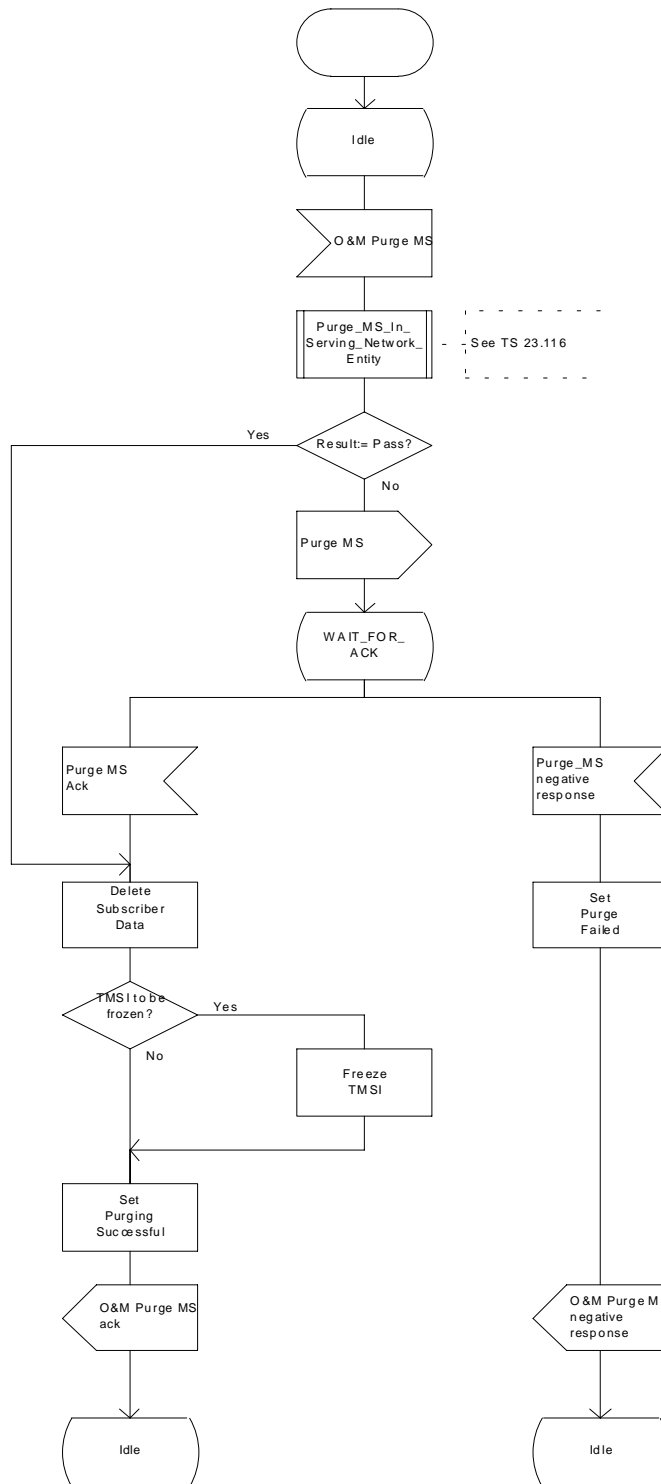 Idle
O&M Purge MS
Purge_MS_In_
Serving_Network_
Entity
See TS 23.116
Yes
Result:= Pass?
No
Purge MS
WAIT_FOR_
ACK
Purge MS
Ack
Purge_MS
negative
response
Delete
Subscriber
Data
Set
Purge
Failed
TMSI to be
frozen?
Yes
No
Freeze
TMSI
Set
Purging
Successful
O&M Purge MS
ack
O&M Purge M
negative
response
Idle
Idle